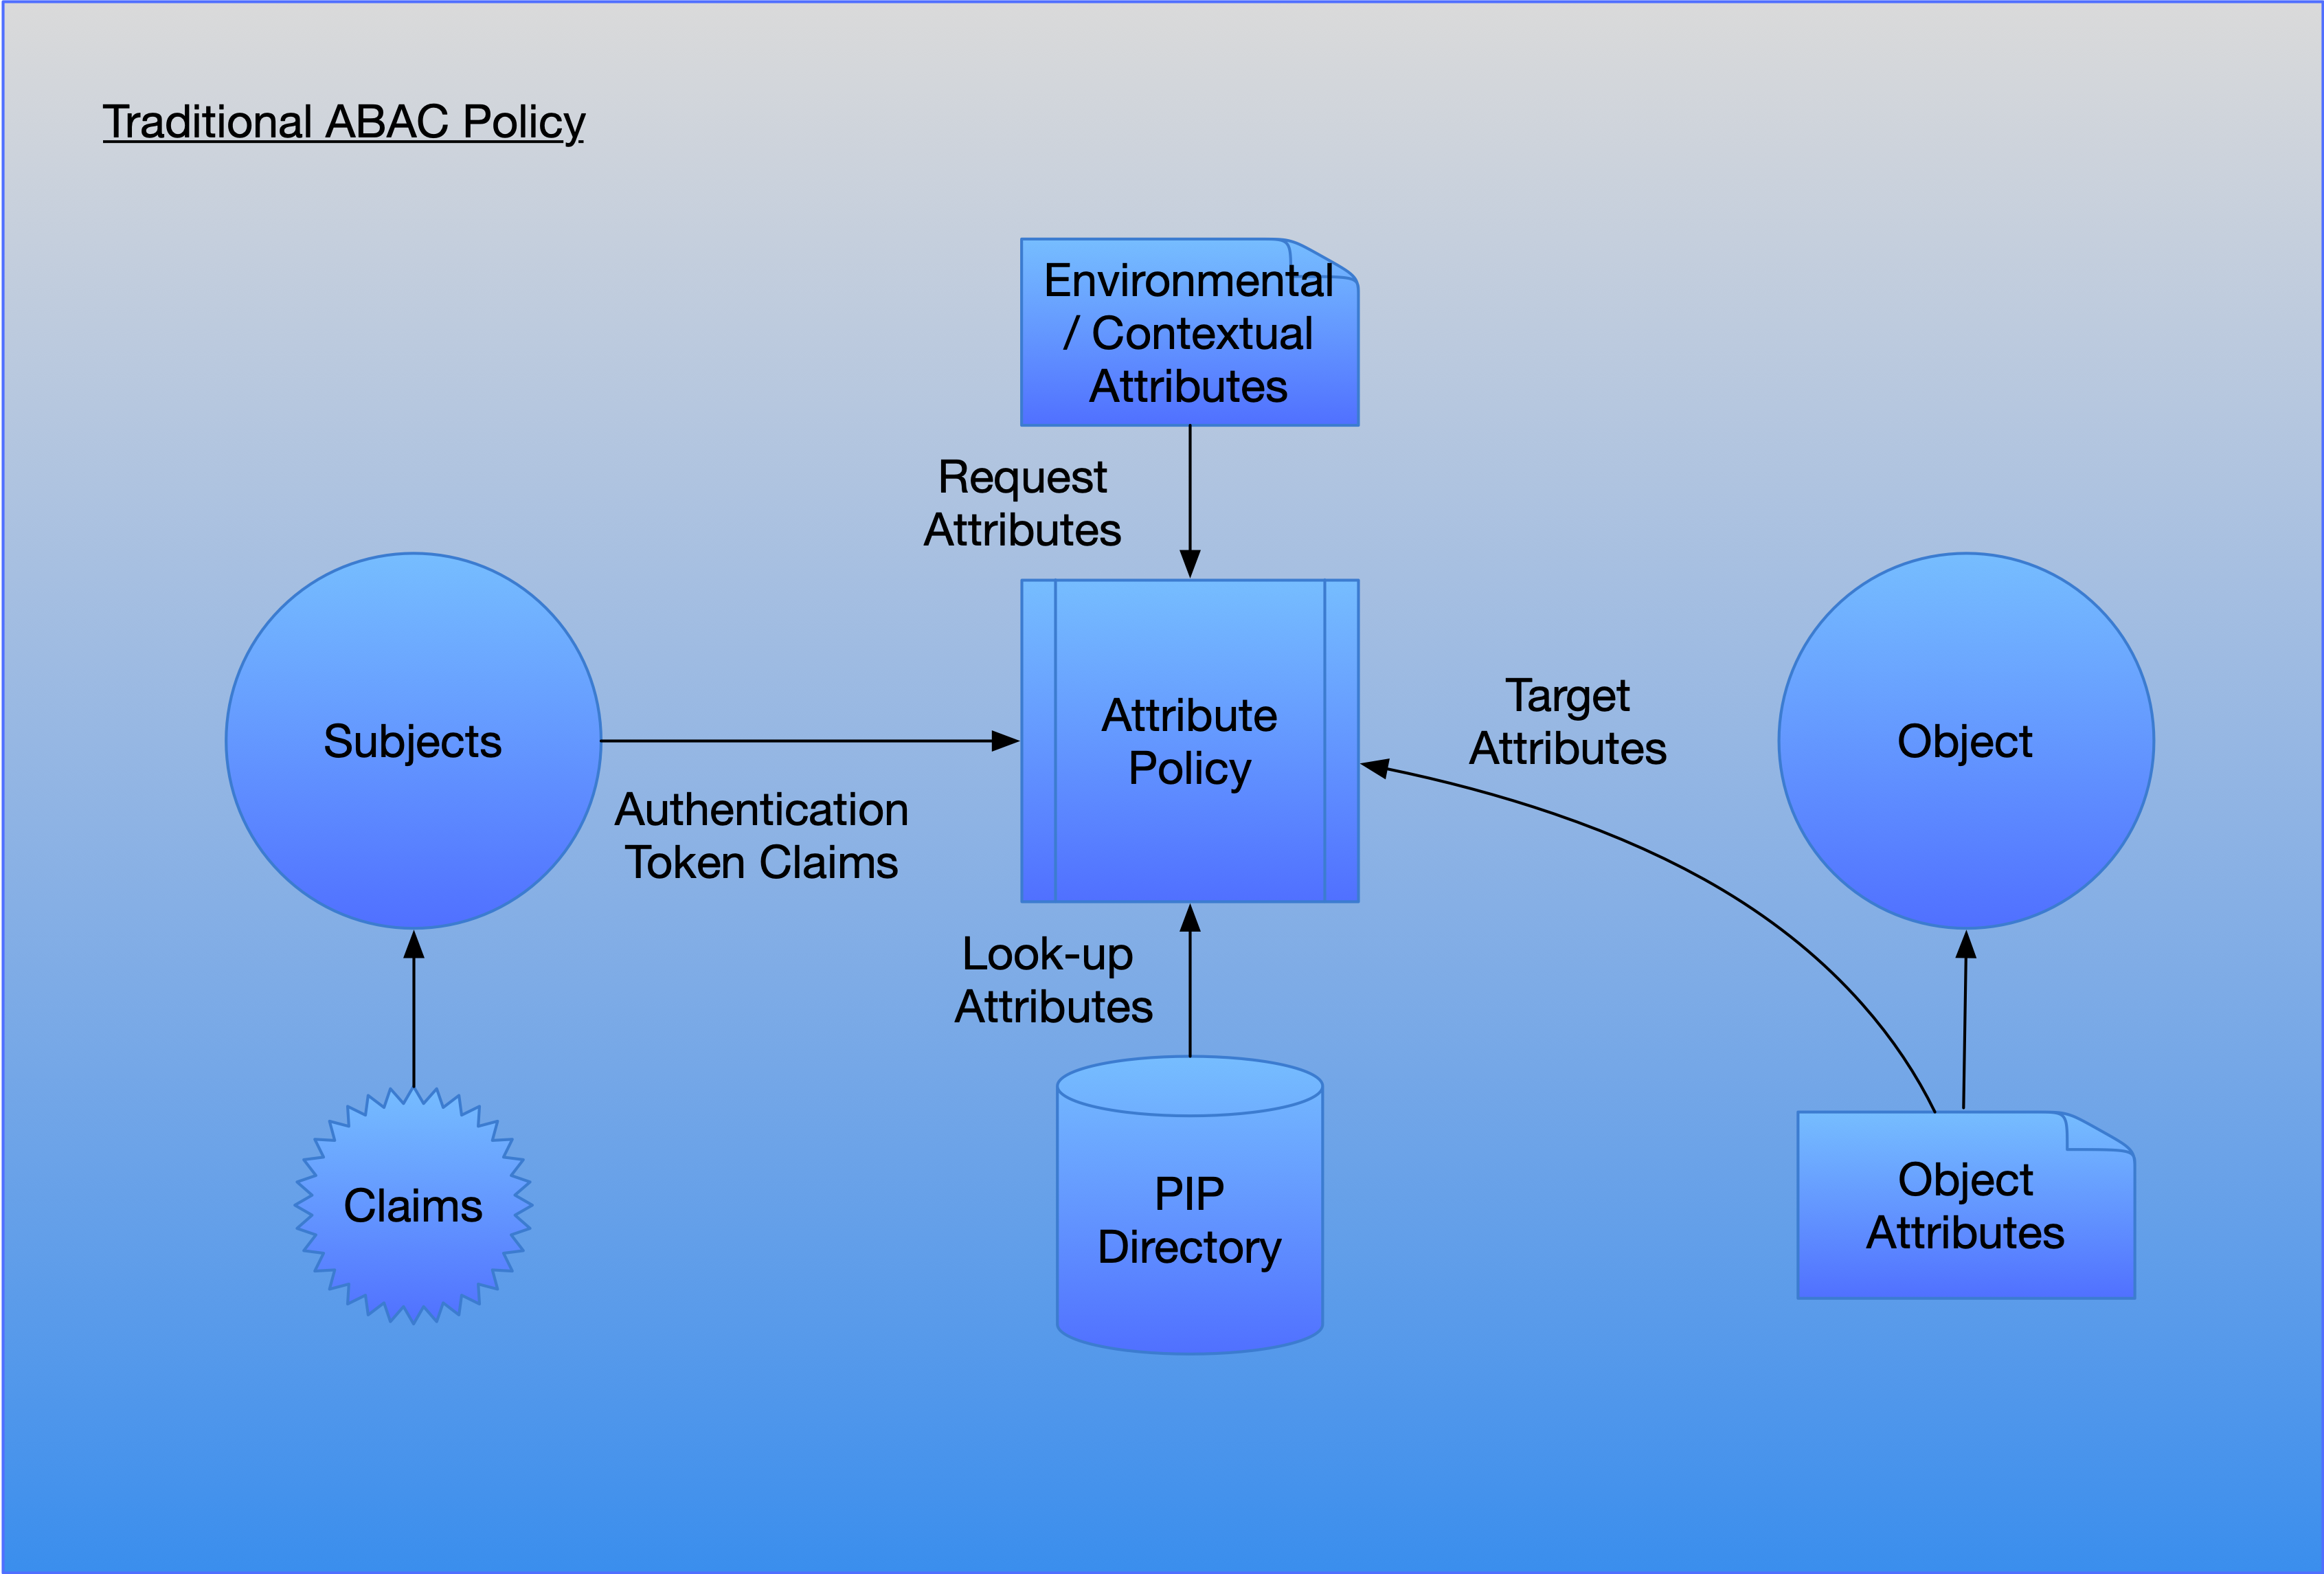 Traditional ABAC Policy
Environmental
/ Contextual
Attributes
Request
Attributes
Subjects
Authentication
Token Claims
Attribute
Policy
Target
Attributes
Object
Look-up
Attributes
Claims
PIP
Directory
Object
Attributes